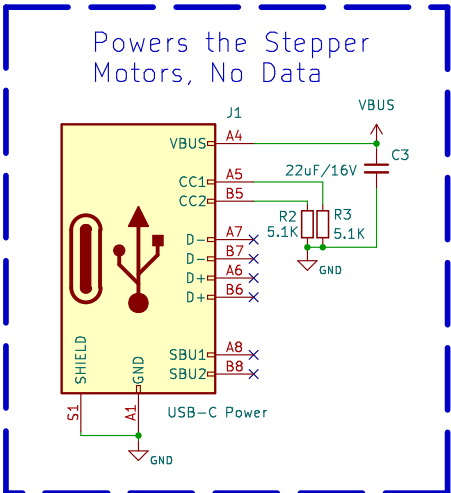 Powers the Stepper
Motors, No Data
J1
VBUS
VBUS
A4
C3
22uF/16V
CC1
A5
CC2
B5
R2
5.1K
R3
5.1K
D-
A7
D-
B7
D+
A6
D+
B6
GND
SBU1
A8
SBU2
B8
SHIELD
GND
S1
A1
USB-C Power
GND